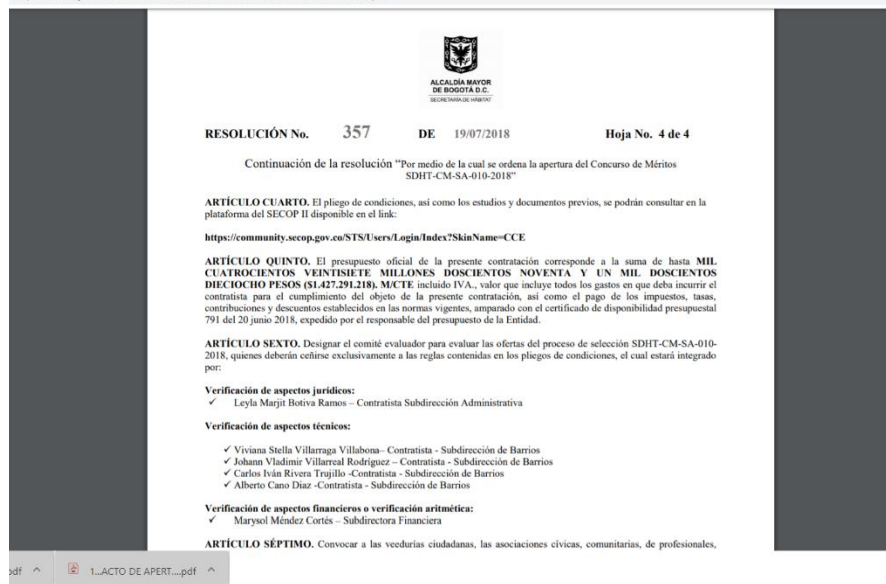 ALCALDÍA MAYOR
DE BOGOTÁ D.C.
SECRETARÍA DE HÁBITAT
RESOLUCIÓN No. 357 DE 19/07/2018 Hoja No. 4 de 4
Continuación de la resolución "Por medio de la cual se ordena la apertura del Concurso de Méritos
SDHT-CM-SA-010-2018"
ARTÍCULO CUARTO. El pliego de condiciones, así como los estudios y documentos previos, se podrán consultar en la
plataforma del SECOP II disponible en el link:
https://community.secop.gov.co/STS/Users/Login/Index?SkinName=CCE
ARTÍCULO QUINTO. El presupuesto oficial de la presente contratación corresponde a la suma de hasta MIL
CUATROCIENTOS VEINTISIETE MILLONES DOSCIENTOS NOVENTA Y UN MIL DOSCIENTOS
DIECIOCHO PESOS ($1.427.291.218). M/CTE incluido IVA., valor que incluye todos los gastos en que deba incurrir el
contratista para el cumplimiento del objeto de la presente contratación, así como el pago de los impuestos, tasas,
contribuciones y descuentos establecidos en las normas vigentes, amparado con el certificado de disponibilidad presupuestal
791 del 20 junio 2018, expedido por el responsable del presupuesto de la Entidad.
ARTÍCULO SEXTO. Designar el comité evaluador para evaluar las ofertas del proceso de selección SDHT-CM-SA-010-
2018, quienes deberán ceñirse exclusivamente a las reglas contenidas en los pliegos de condiciones, el cual estará integrado
por:
Verificación de aspectos jurídicos:
✓ Leyla Marjit Botiva Ramos – Contratista Subdirección Administrativa
Verificación de aspectos técnicos:
✓ Viviana Stella Villarraga Villabona– Contratista - Subdirección de Barrios
✓ Johann Vladimir Villarreal Rodríguez – Contratista - Subdirección de Barrios
✓ Carlos Iván Rivera Trujillo -Contratista - Subdirección de Barrios
✓ Alberto Cano Diaz -Contratista - Subdirección de Barrios
Verificación de aspectos financieros o verificación aritmética:
✓ Marysol Méndez Cortés – Subdirectora Financiera
ARTÍCULO SÉPTIMO. Convocar a las veedurías ciudadanas, las asociaciones cívicas, comunitarias, de profesionales,
pdf 1...ACTO DE APERT....pdf